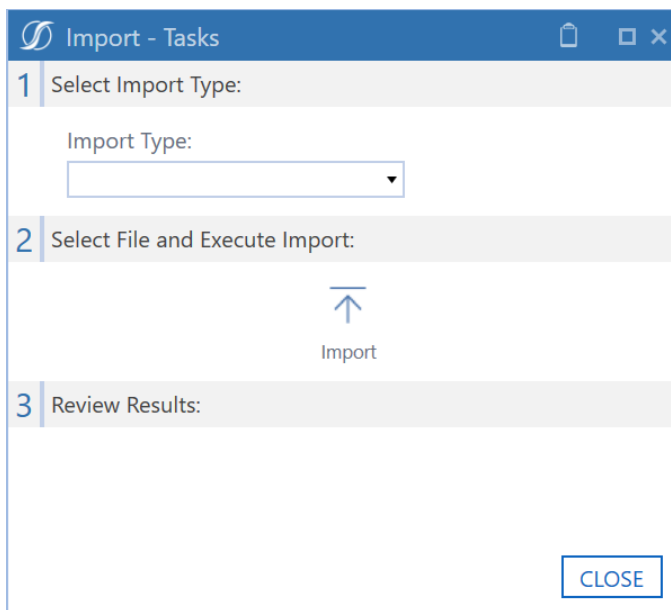 Import - Tasks
1 Select Import Type:
Import Type:
2 Select File and Execute Import:
Import
3 Review Results:
CLOSE